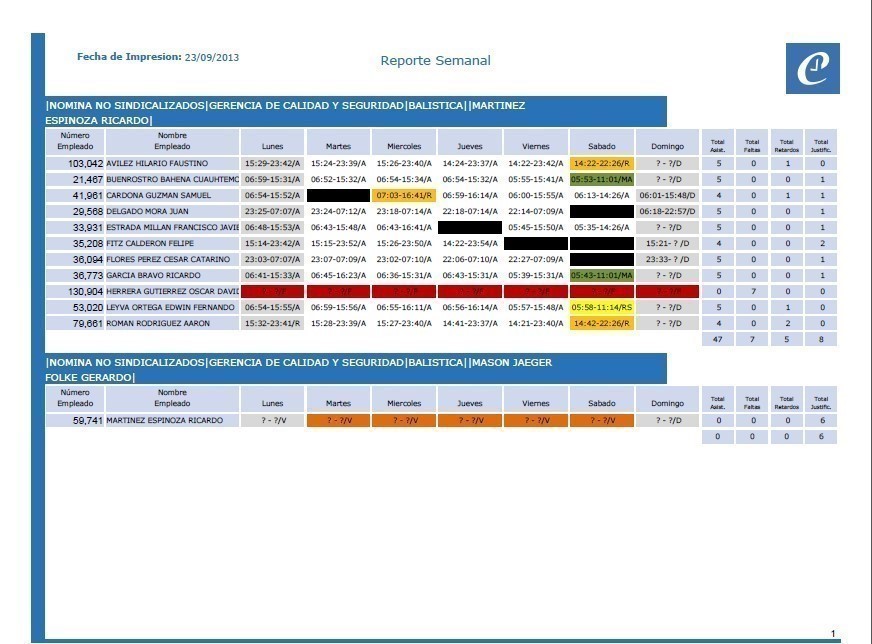 Fecha de Impresion: 23/09/2013
Reporte Semanal
|NOMINA NO SINDICALIZADOS|GERENCIA DE CALIDAD Y SEGURIDAD|BALISTICA||MARTINEZ
ESPINOZA RICARDO|
Número Empleado Nombre Empleado Lunes Martes Miercoles Jueves Viernes Sabado Domingo Total Asist. Total Faltas Total Retardos Total Justific.
103,042 AVILEZ HILARIO FAUSTINO 15:29-23:42/A 15:24-23:39/A 15:26-23:40/A 14:24-23:37/A 14:22-23:42/A 14:22-22:26/R ? - ?/D 5 0 1 0
21,467 BUENROSTRO BAHENA CUAUHTEMC 06:59-15:31/A 06:52-15:32/A 06:54-15:34/A 06:54-15:32/A 05:55-15:41/A 05:53-11:01/MA ? - ?/D 5 0 0 1
41,961 CARDONA GUZMAN SAMUEL 06:54-15:52/A 07:03-16:41/R 06:59-16:14/A 06:00-15:55/A 06:13-14:26/A 06:01-15:48/D 4 0 1 1
29,568 DELGADO MORA JUAN 23:25-07:07/A 23:24-07:12/A 23:18-07:14/A 22:18-07:14/A 22:14-07:09/A 06:18-22:57/D 5 0 0 1
33,931 ESTRADA MILLAN FRANCISCO JAVIE 06:48-15:53/A 06:43-15:48/A 06:43-16:41/A 05:45-15:50/A 05:35-14:26/A ? - ?/D 5 0 0 1
35,208 FITZ CALDERON FELIPE 15:14-23:42/A 15:15-23:52/A 15:26-23:50/A 14:22-23:54/A 15:21- ? /D 4 0 0 2
36,094 FLORES PEREZ CESAR CATARINO 23:03-07:07/A 23:07-07:09/A 23:02-07:10/A 22:06-07:10/A 22:27-07:09/A 23:33- ? /D 5 0 0 1
36,773 GARCIA BRAVO RICARDO 06:41-15:33/A 06:45-16:23/A 06:36-15:31/A 06:43-15:31/A 05:39-15:31/A 05:43-11:01/MA ? - ?/D 5 0 0 1
130,904 HERRERA GUTIERREZ OSCAR DAVID ? - ?/F ? - ?/F ? - ?/F ? - ?/F ? - ?/F ? - ?/F ? - ?/F 0 7 0 0
53,020 LEYVA ORTEGA EDWIN FERNANDO 06:54-15:55/A 06:59-15:56/A 06:55-16:11/A 06:56-16:14/A 05:57-15:48/A 05:58-11:14/RS ? - ?/D 5 0 1 0
79,661 ROMAN RODRIGUEZ AARON 15:32-23:41/R 15:28-23:39/A 15:27-23:40/A 14:41-23:37/A 14:21-23:40/A 14:42-22:26/R ? - ?/D 4 0 2 0
47 7 5 8
|NOMINA NO SINDICALIZADOS|GERENCIA DE CALIDAD Y SEGURIDAD|BALISTICA||MASON JAEGER
FOLKE GERARDO|
Número Empleado Nombre Empleado Lunes Martes Miercoles Jueves Viernes Sabado Domingo Total Asist. Total Faltas Total Retardos Total Justific.
59,741 MARTINEZ ESPINOZA RICARDO ? - ?/V ? - ?/V ? - ?/V ? - ?/V ? - ?/V ? - ?/V ? - ?/D 0 0 0 6
0 0 0 6
1